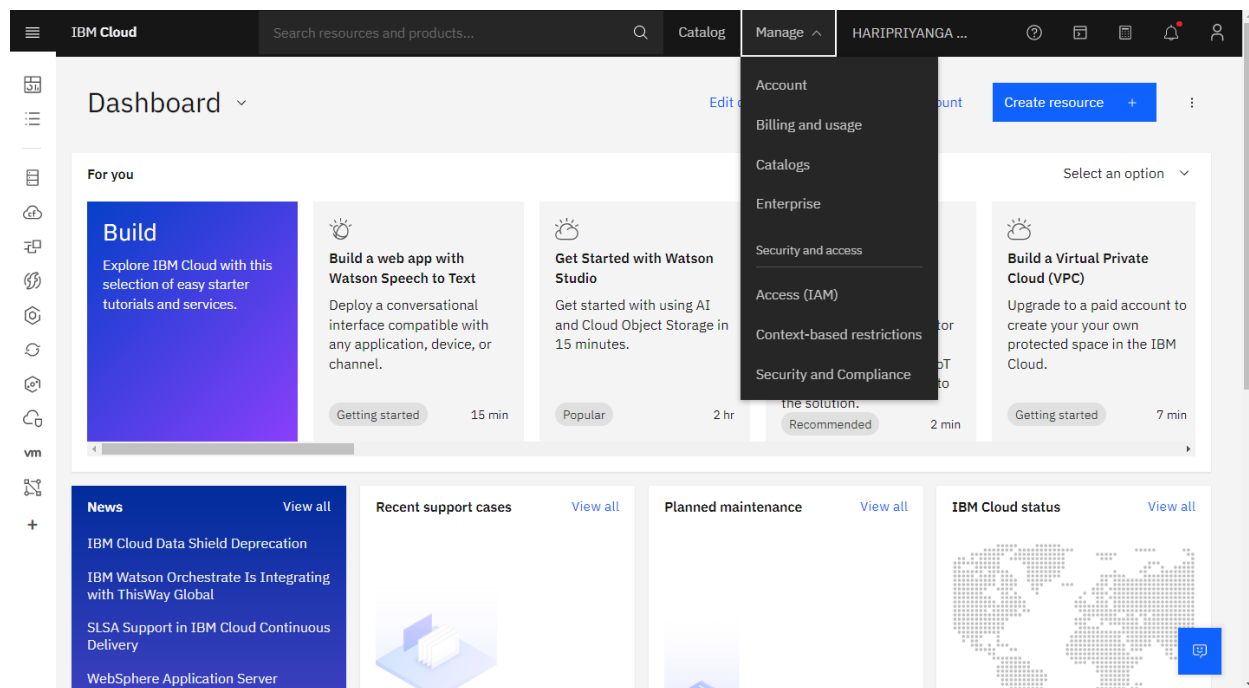 IBM Cloud
Search resources and products...
Catalog
Manage
HARIPRIYANGA ...
Dashboard
Edit
Create resource +
Account
Billing and usage
Catalogs
Enterprise
Security and access
Access (IAM)
Context-based restrictions
Security and Compliance
For you
Select an option
Build
Explore IBM Cloud with this
selection of easy starter
tutorials and services.
Build a web app with
Watson Speech to Text
Deploy a conversational
interface compatible with
any application, device, or
channel.
Getting started
15 min
Get Started with Watson
Studio
Get started with using AI
and Cloud Object Storage in
15 minutes.
Popular
2 hr
to
the solution.
Recommended
2 min
Build a Virtual Private
Cloud (VPC)
Upgrade to a paid account to
create your your own
protected space in the IBM
Cloud.
Getting started
7 min
vm
News
View all
IBM Cloud Data Shield Deprecation
IBM Watson Orchestrate Is Integrating
with ThisWay Global
SLSA Support in IBM Cloud Continuous
Delivery
WebSphere Application Server
Recent support cases
View all
Planned maintenance
View all
IBM Cloud status
View all